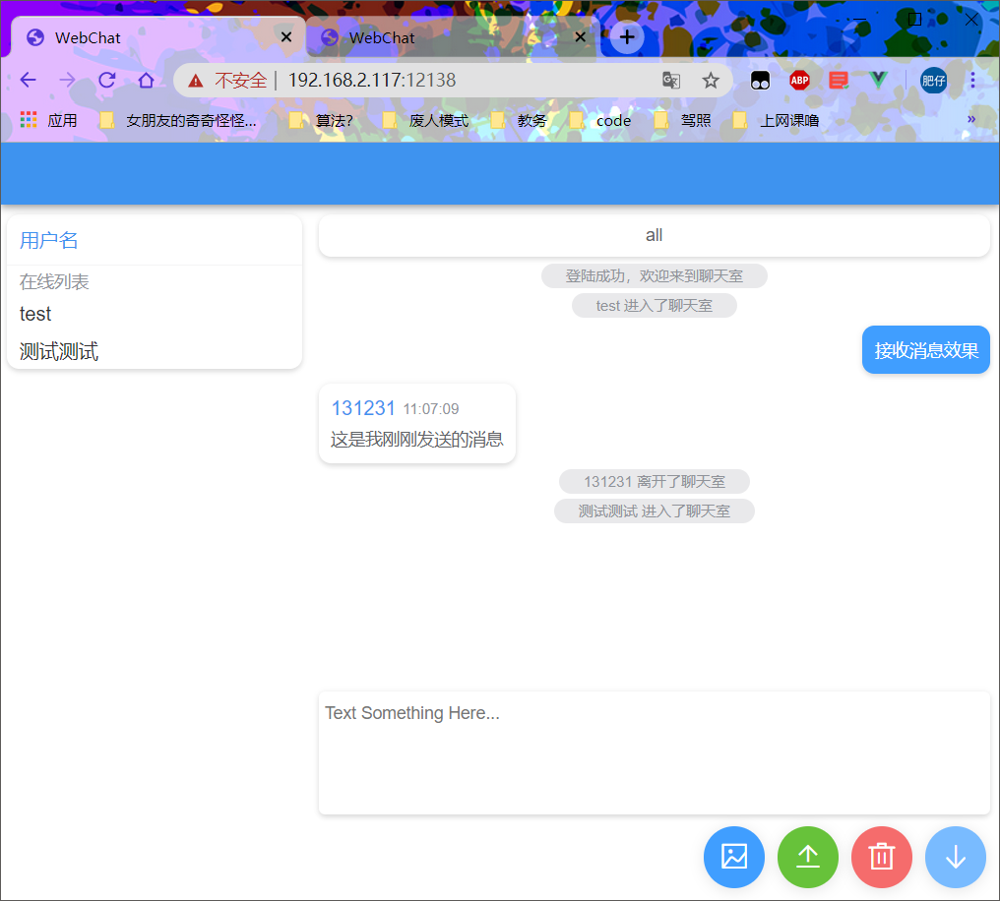 WebChat
WebChat
不安全 | 192.168.2.117:12138
ABP
肥仔
应用 女朋友的奇奇怪怪... 算法? 废人模式 教务 code 驾照 上网课噜 »
用户名
在线列表
test
测试测试
all
登陆成功，欢迎来到聊天室
test 进入了聊天室
接收消息效果
131231 11:07:09
这是我刚刚发送的消息
131231 离开了聊天室
测试测试 进入了聊天室
Text Something Here...